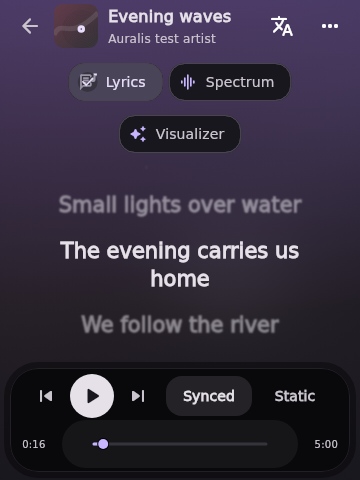 Evening waves
Auralis test artist
Lyrics
Spectrum
Visualizer
Small lights over water
The evening carries us
home
We follow the river
Synced
Static
0:16
5:00